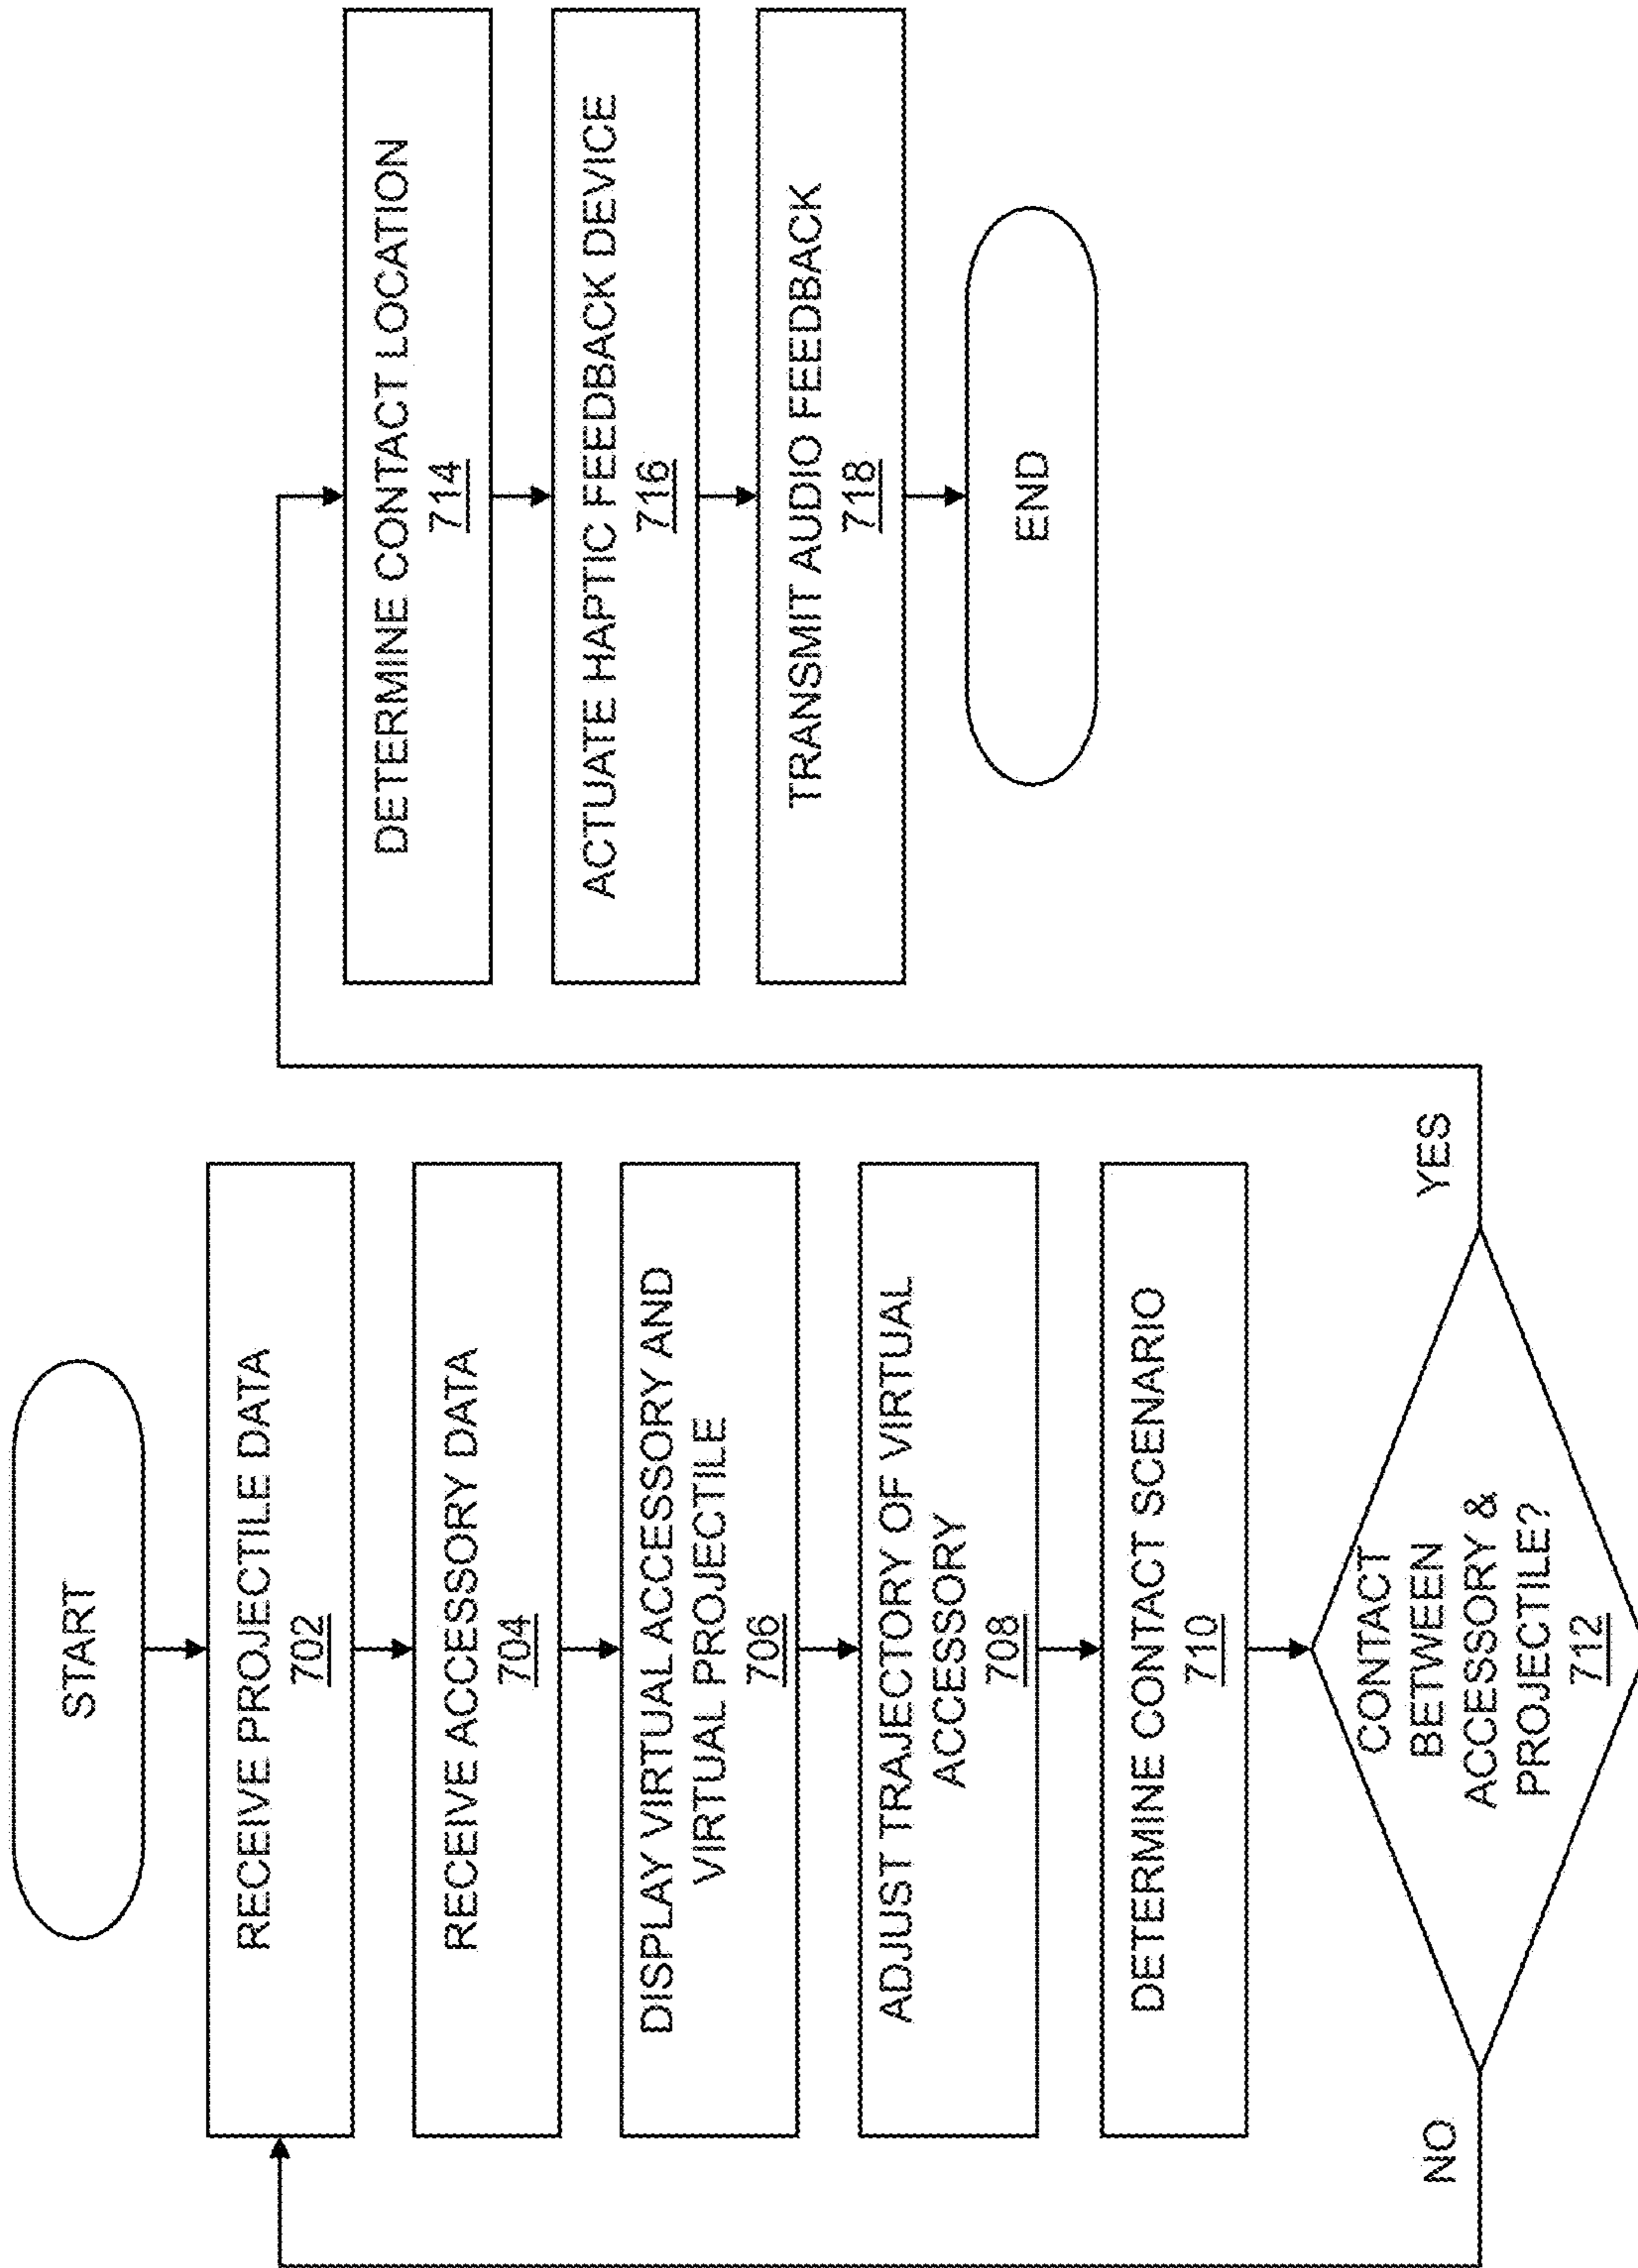 START
RECEIVE PROJECTILE DATA
702
RECEIVE ACCESSORY DATA
704
DISPLAY VIRTUAL ACCESSORY AND
VIRTUAL PROJECTILE
706
ADJUST TRAJECTORY OF VIRTUAL
ACCESSORY
708
DETERMINE CONTACT SCENARIO
710
CONTACT
BETWEEN
ACCESSORY &
PROJECTILE?
712
NO
YES
DETERMINE CONTACT LOCATION
714
ACTUATE HAPTIC FEEDBACK DEVICE
716
TRANSMIT AUDIO FEEDBACK
718
END